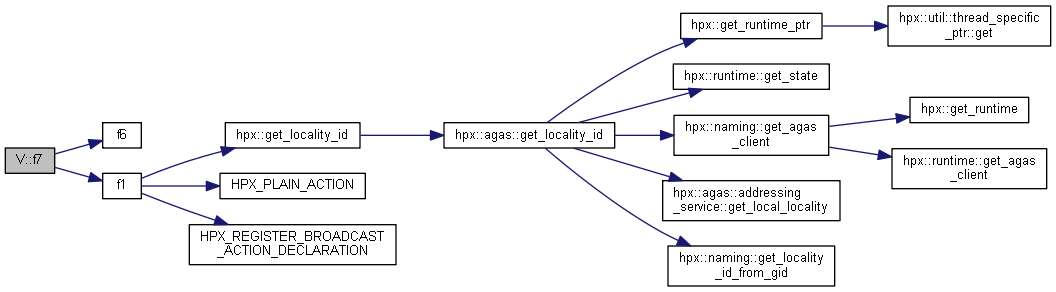 V::f7
f6
f1
hpx::get_locality_id
HPX_PLAIN_ACTION
HPX_REGISTER_BROADCAST
_ACTION_DECLARATION
hpx::agas::get_locality_id
hpx::get_runtime_ptr
hpx::runtime::get_state
hpx::naming::get_agas
_client
hpx::agas::addressing
_service::get_local_locality
hpx::naming::get_locality
_id_from_gid
hpx::util::thread_specific
_ptr::get
hpx::get_runtime
hpx::runtime::get_agas
_client